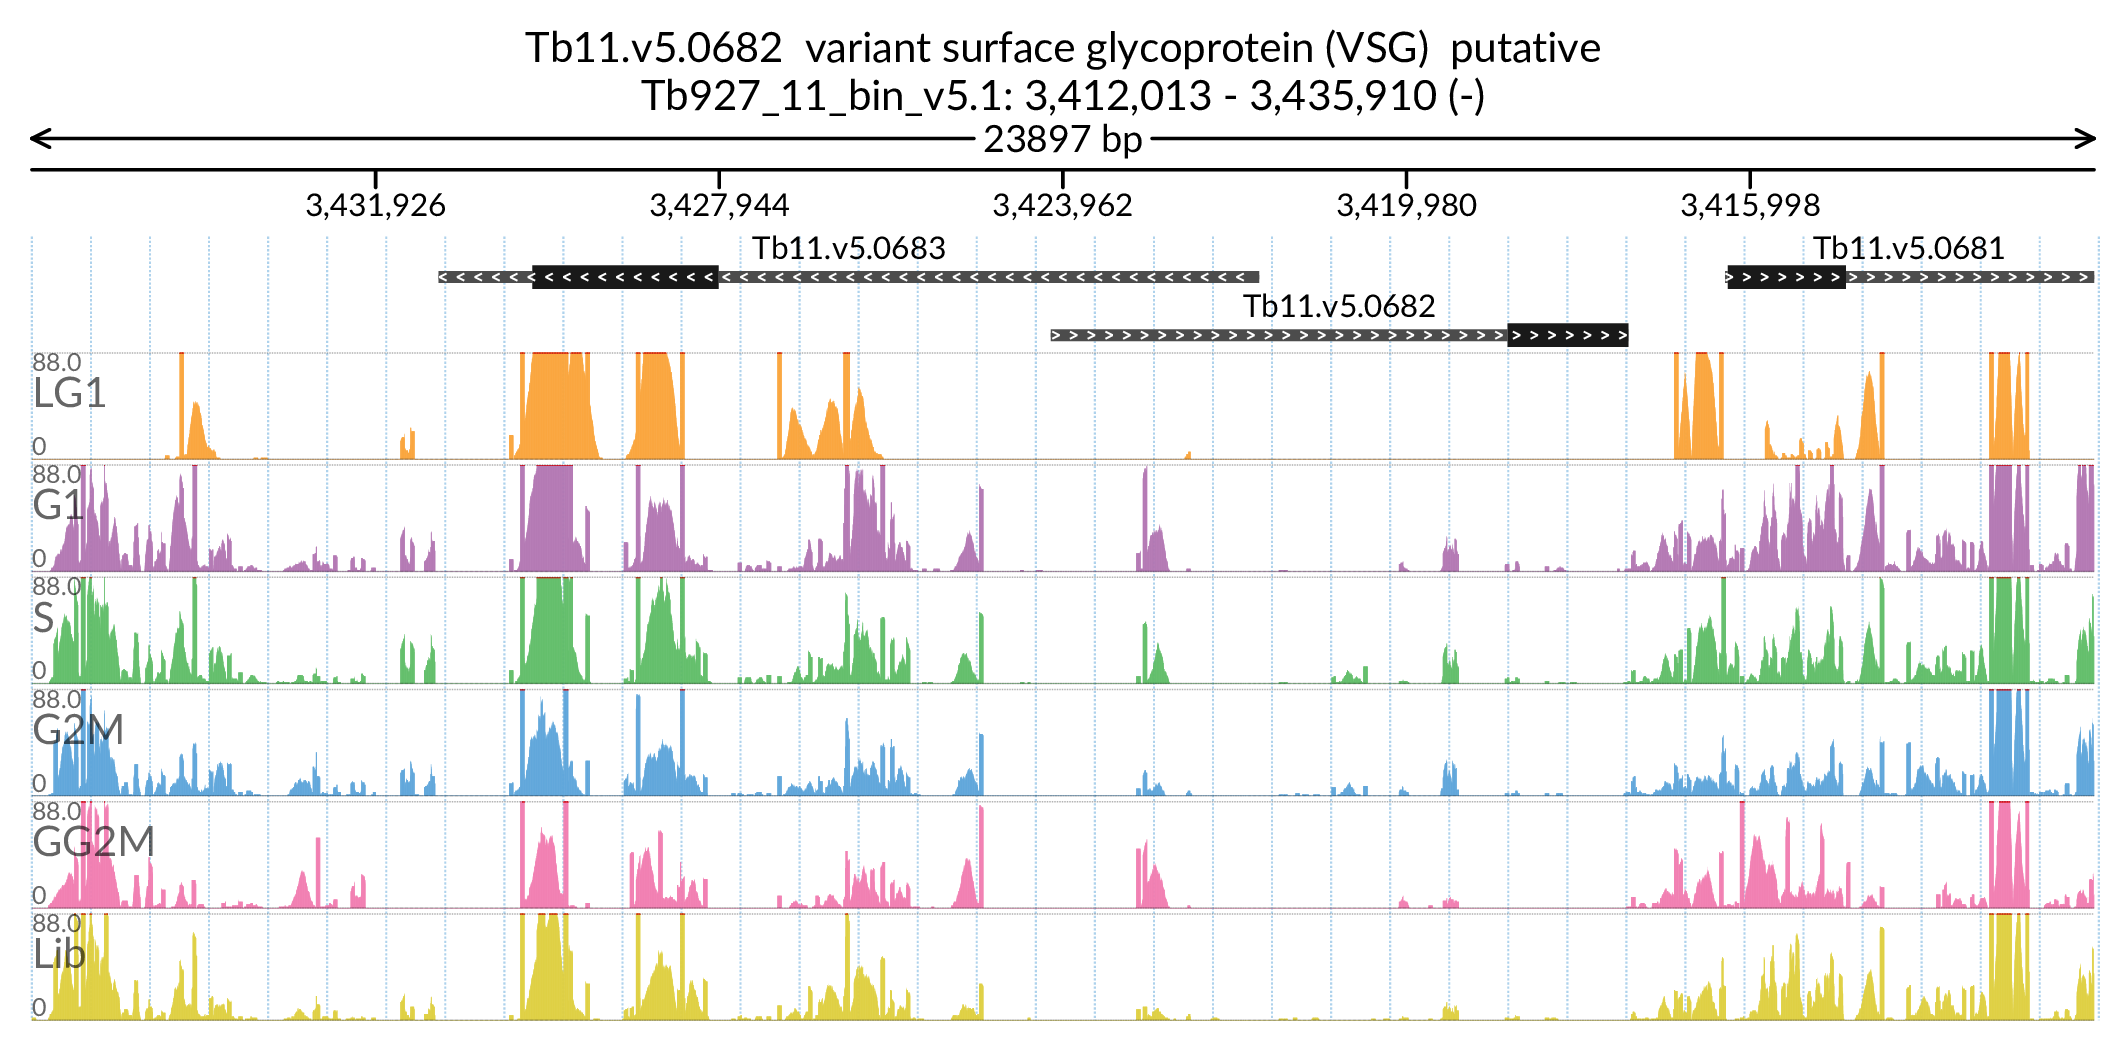 Tb11.v5.0682  variant surface glycoprotein (VSG)  putative
Tb927_11_bin_v5.1: 3,412,013 - 3,435,910 (-)
23897 bp
3,431,926 3,427,944 3,423,962 3,419,980 3,415,998
Tb11.v5.0683 Tb11.v5.0681
Tb11.v5.0682
88.0
LG1
0
88.0
G1
0
88.0
S
0
88.0
G2M
0
88.0
GG2M
0
88.0
Lib
0